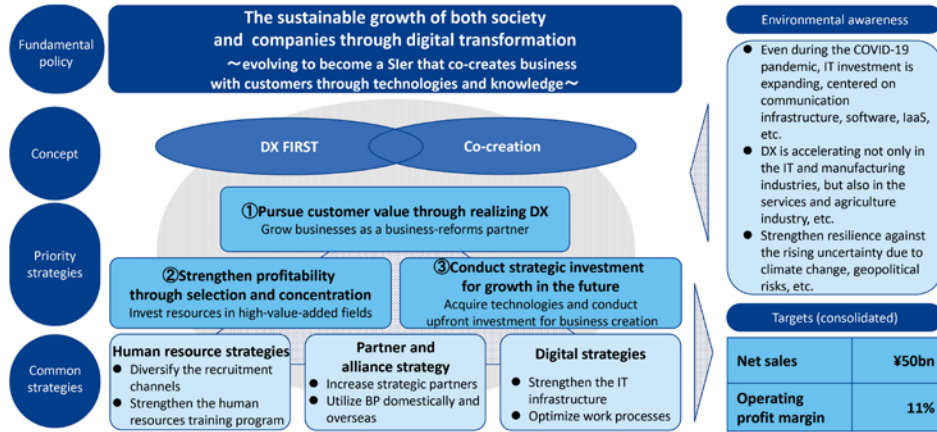 Fundamental
policy
The sustainable growth of both society
and companies through digital transformation
～evolving to become a SIer that co-creates business
with customers through technologies and knowledge～
Concept
DX FIRST
Co-creation
Priority
strategies
①Pursue customer value through realizing DX
Grow businesses as a business-reforms partner
②Strengthen profitability
through selection and concentration
Invest resources in high-value-added fields
③Conduct strategic investment
for growth in the future
Acquire technologies and conduct
upfront investment for business creation
Common
strategies
Human resource strategies
● Diversify the recruitment
channels
● Strengthen the human
resources training program
Partner and
alliance strategy
● Increase strategic partners
● Utilize BP domestically and
overseas
Digital strategies
● Strengthen the IT
infrastructure
● Optimize work processes
Environmental awareness
● Even during the COVID-19
pandemic, IT investment is
expanding, centered on
communication
infrastructure, software, IaaS,
etc.
● DX is accelerating not only in
the IT and manufacturing
industries, but also in the
services and agriculture
industry, etc.
● Strengthen resilience against
the rising uncertainty due to
climate change, geopolitical
risks, etc.
Targets (consolidated)
Net sales ¥50bn
Operating
profit margin 11%